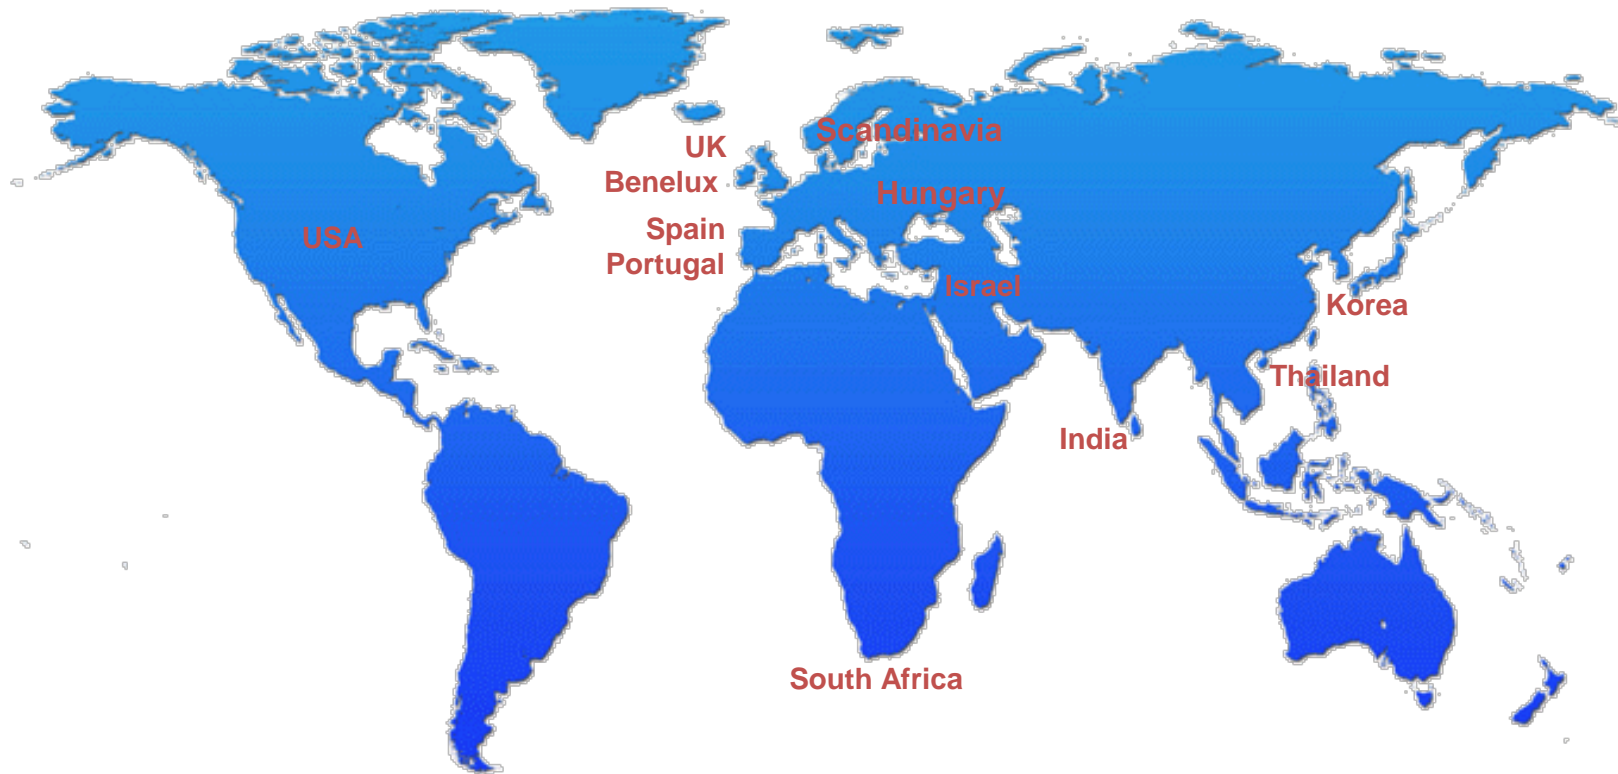 Scandinavia
UK
Benelux
Hungary
Spain
USA
Portugal
Israel
Korea
Thailand
India
South Africa